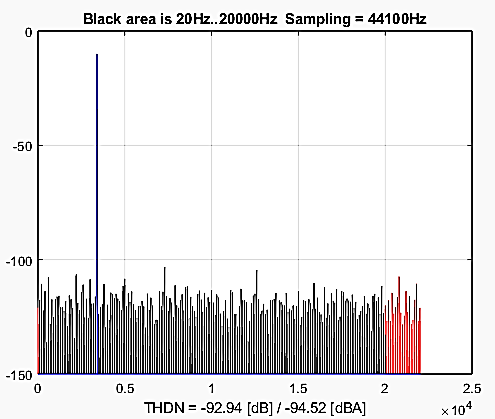 Black area is 20Hz..20000Hz Sampling = 44100Hz
0
-50
-100
-150
0 0.5 1 1.5 2 2.5
× 10⁴
THDN = -92.94 [dB] / -94.52 [dBA]